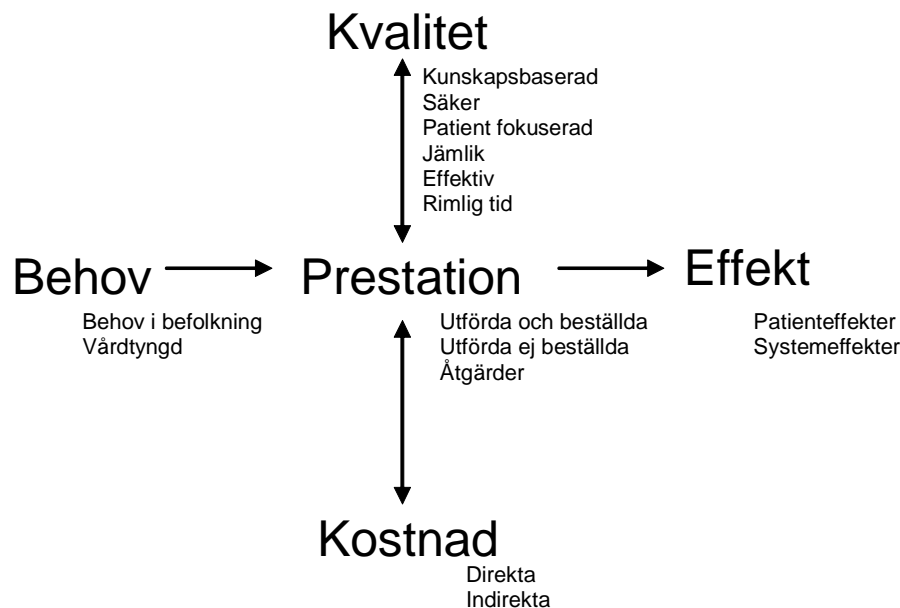 Kvalitet
Kunskapsbaserad
Säker
Patient fokuserad
Jämlik
Effektiv
Rimlig tid
Behov
Behov i befolkning
Vårdtyngd
Prestation
Utförda och beställda
Utförda ej beställda
Åtgärder
Effekt
Patienteffekter
Systemeffekter
Kostnad
Direkta
Indirekta